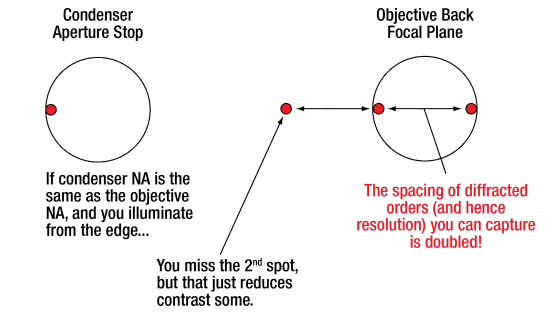 Condenser
Aperture Stop
Objective Back
Focal Plane
If condenser NA is the
same as the objective
NA, and you illuminate
from the edge...
The spacing of diffracted
orders (and hence
resolution) you can capture
is doubled!
You miss the 2nd spot,
but that just reduces
contrast some.